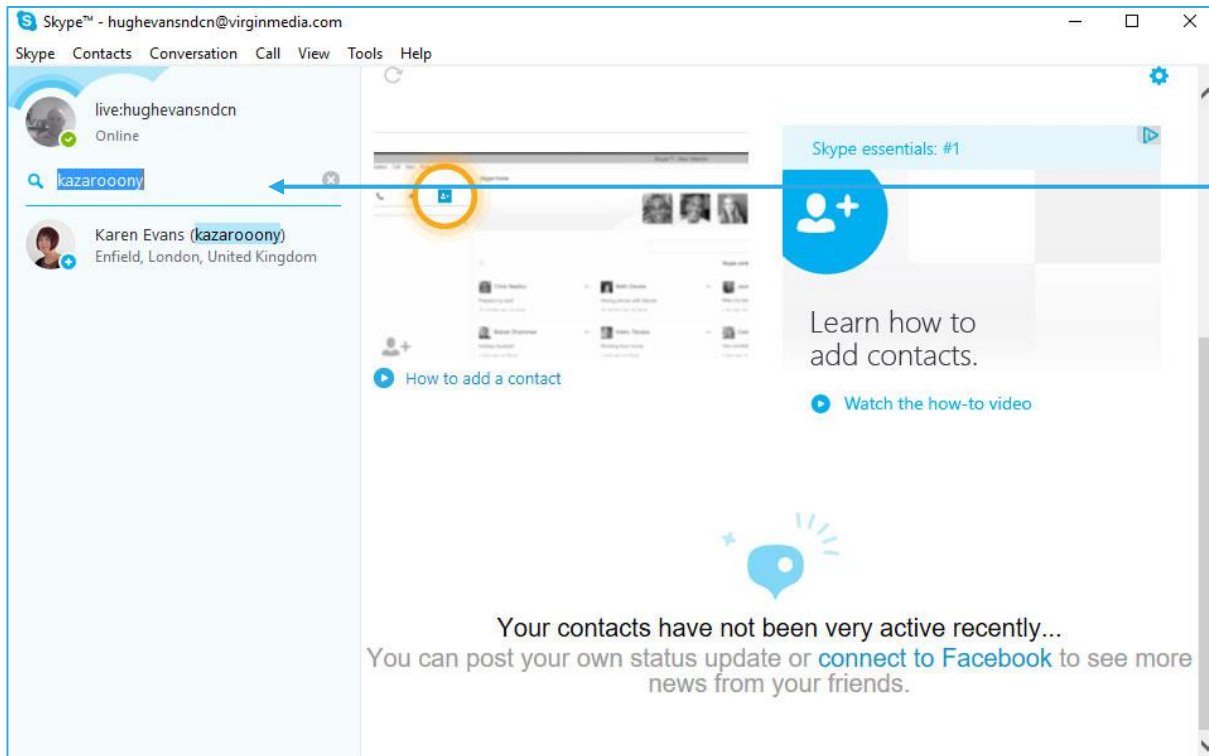 Skype™ - hughevansndcn@virginmedia.com
Skype Contacts Conversation Call View Tools Help
live:hughevansndcn
Online
kazarooony
Karen Evans (kazarooony)
Enfield, London, United Kingdom
How to add a contact
Skype essentials: #1
Learn how to
add contacts.
Watch the how-to video
Your contacts have not been very active recently...
You can post your own status update or connect to Facebook to see more
news from your friends.